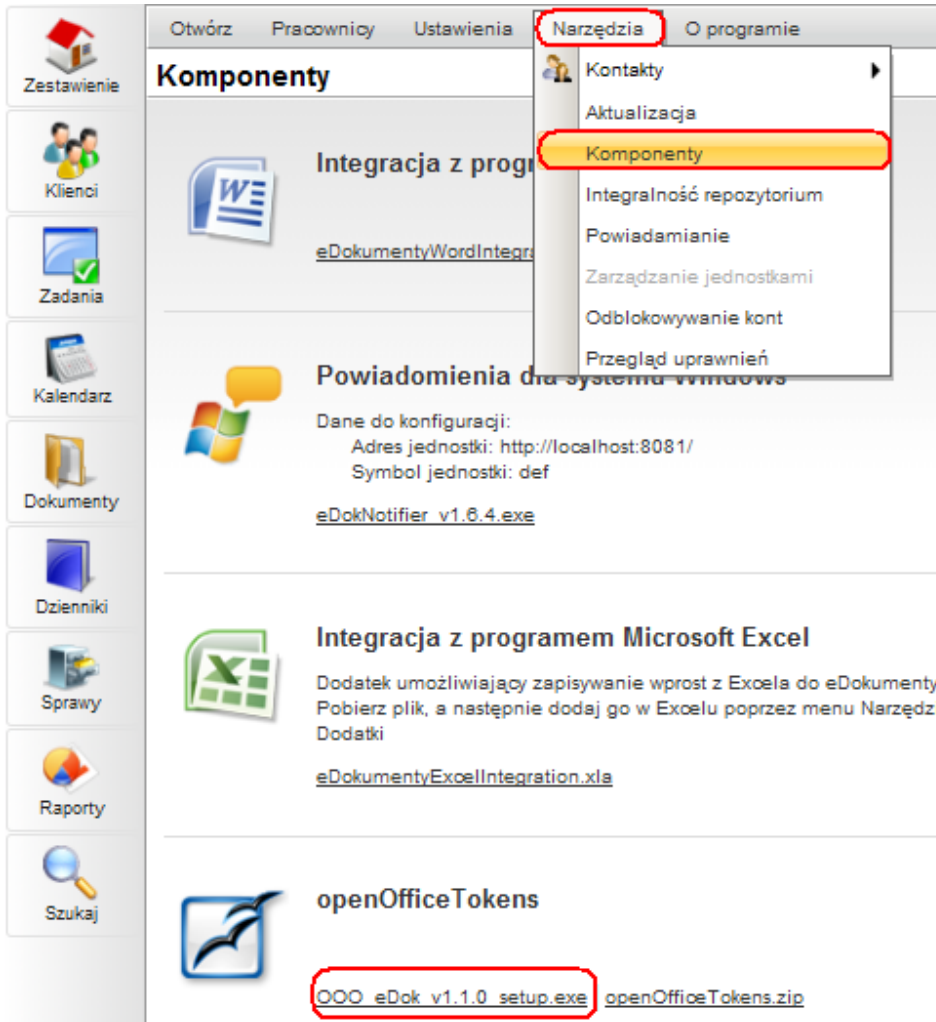 Otwórz Pracownicy Ustawienia Narzędzia O programie
Komponenty
Kontakty
Aktualizacja
Komponenty
Integralność repozytorium
Powiadamianie
Zarządzanie jednostkami
Odblokowywanie kont
Przegląd uprawnień
Zestawienie
Klienci
Zadania
Kalendarz
Dokumenty
Dzienniki
Sprawy
Raporty
Szukaj
Integracja z
Powiadomienia dla systemu Windows
Dane do konfiguracji:
Adres jednostki: http://localhost:8081/
Symbol jednostki: def
eDokNotifier_v1.6.4.exe
Integracja z programem Microsoft Excel
Dodatek umożliwiający zapisywanie wprost z Excela do eDokumenty
Pobierz plik, a następnie dodaj go w Excelu poprzez menu
Dodatki
eDokumentyExcelIntegration.xla
openOfficeTokens
OOO_eDok_v1.1.0_setup.exe openOfficeTokens.zip